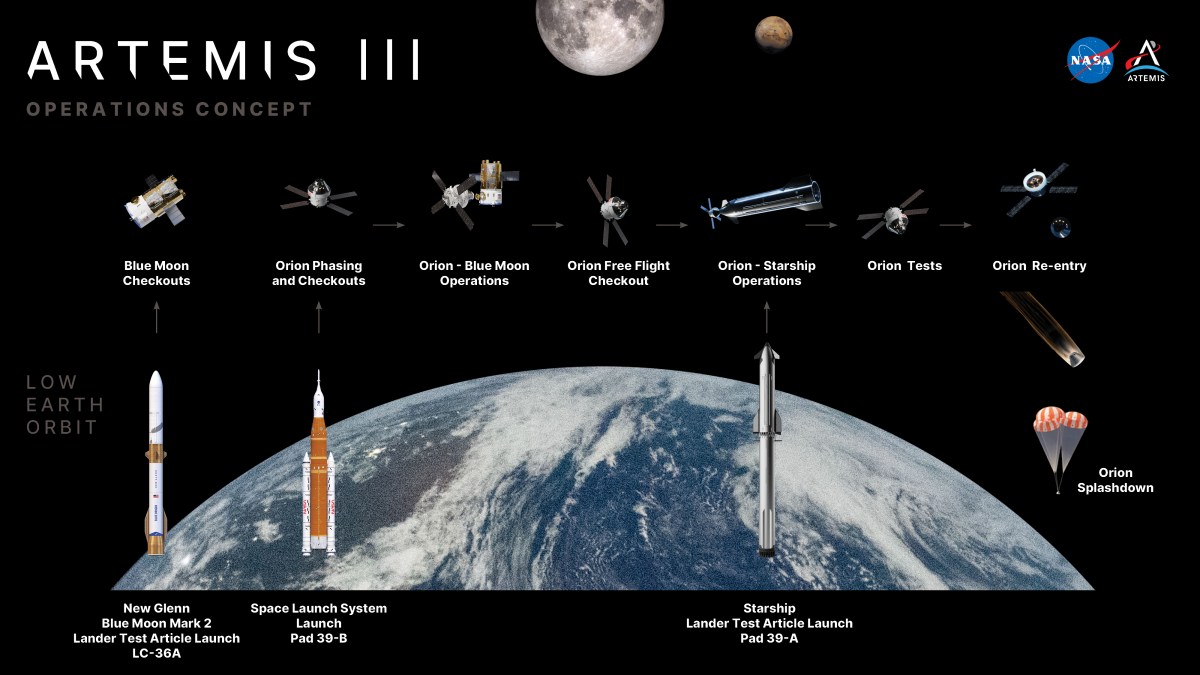 ARTEMIS III
OPERATIONS CONCEPT
NASA
ARTEMIS
Blue Moon
Checkouts
Orion Phasing
and Checkouts
Orion - Blue Moon
Operations
Orion Free Flight
Checkout
Orion - Starship
Operations
Orion Tests
Orion Re-entry
LOW
EARTH
ORBIT
Orion
Splashdown
New Glenn
Blue Moon Mark 2
Lander Test Article Launch
LC-36A
Space Launch System
Launch
Pad 39-B
Starship
Lander Test Article Launch
Pad 39-A